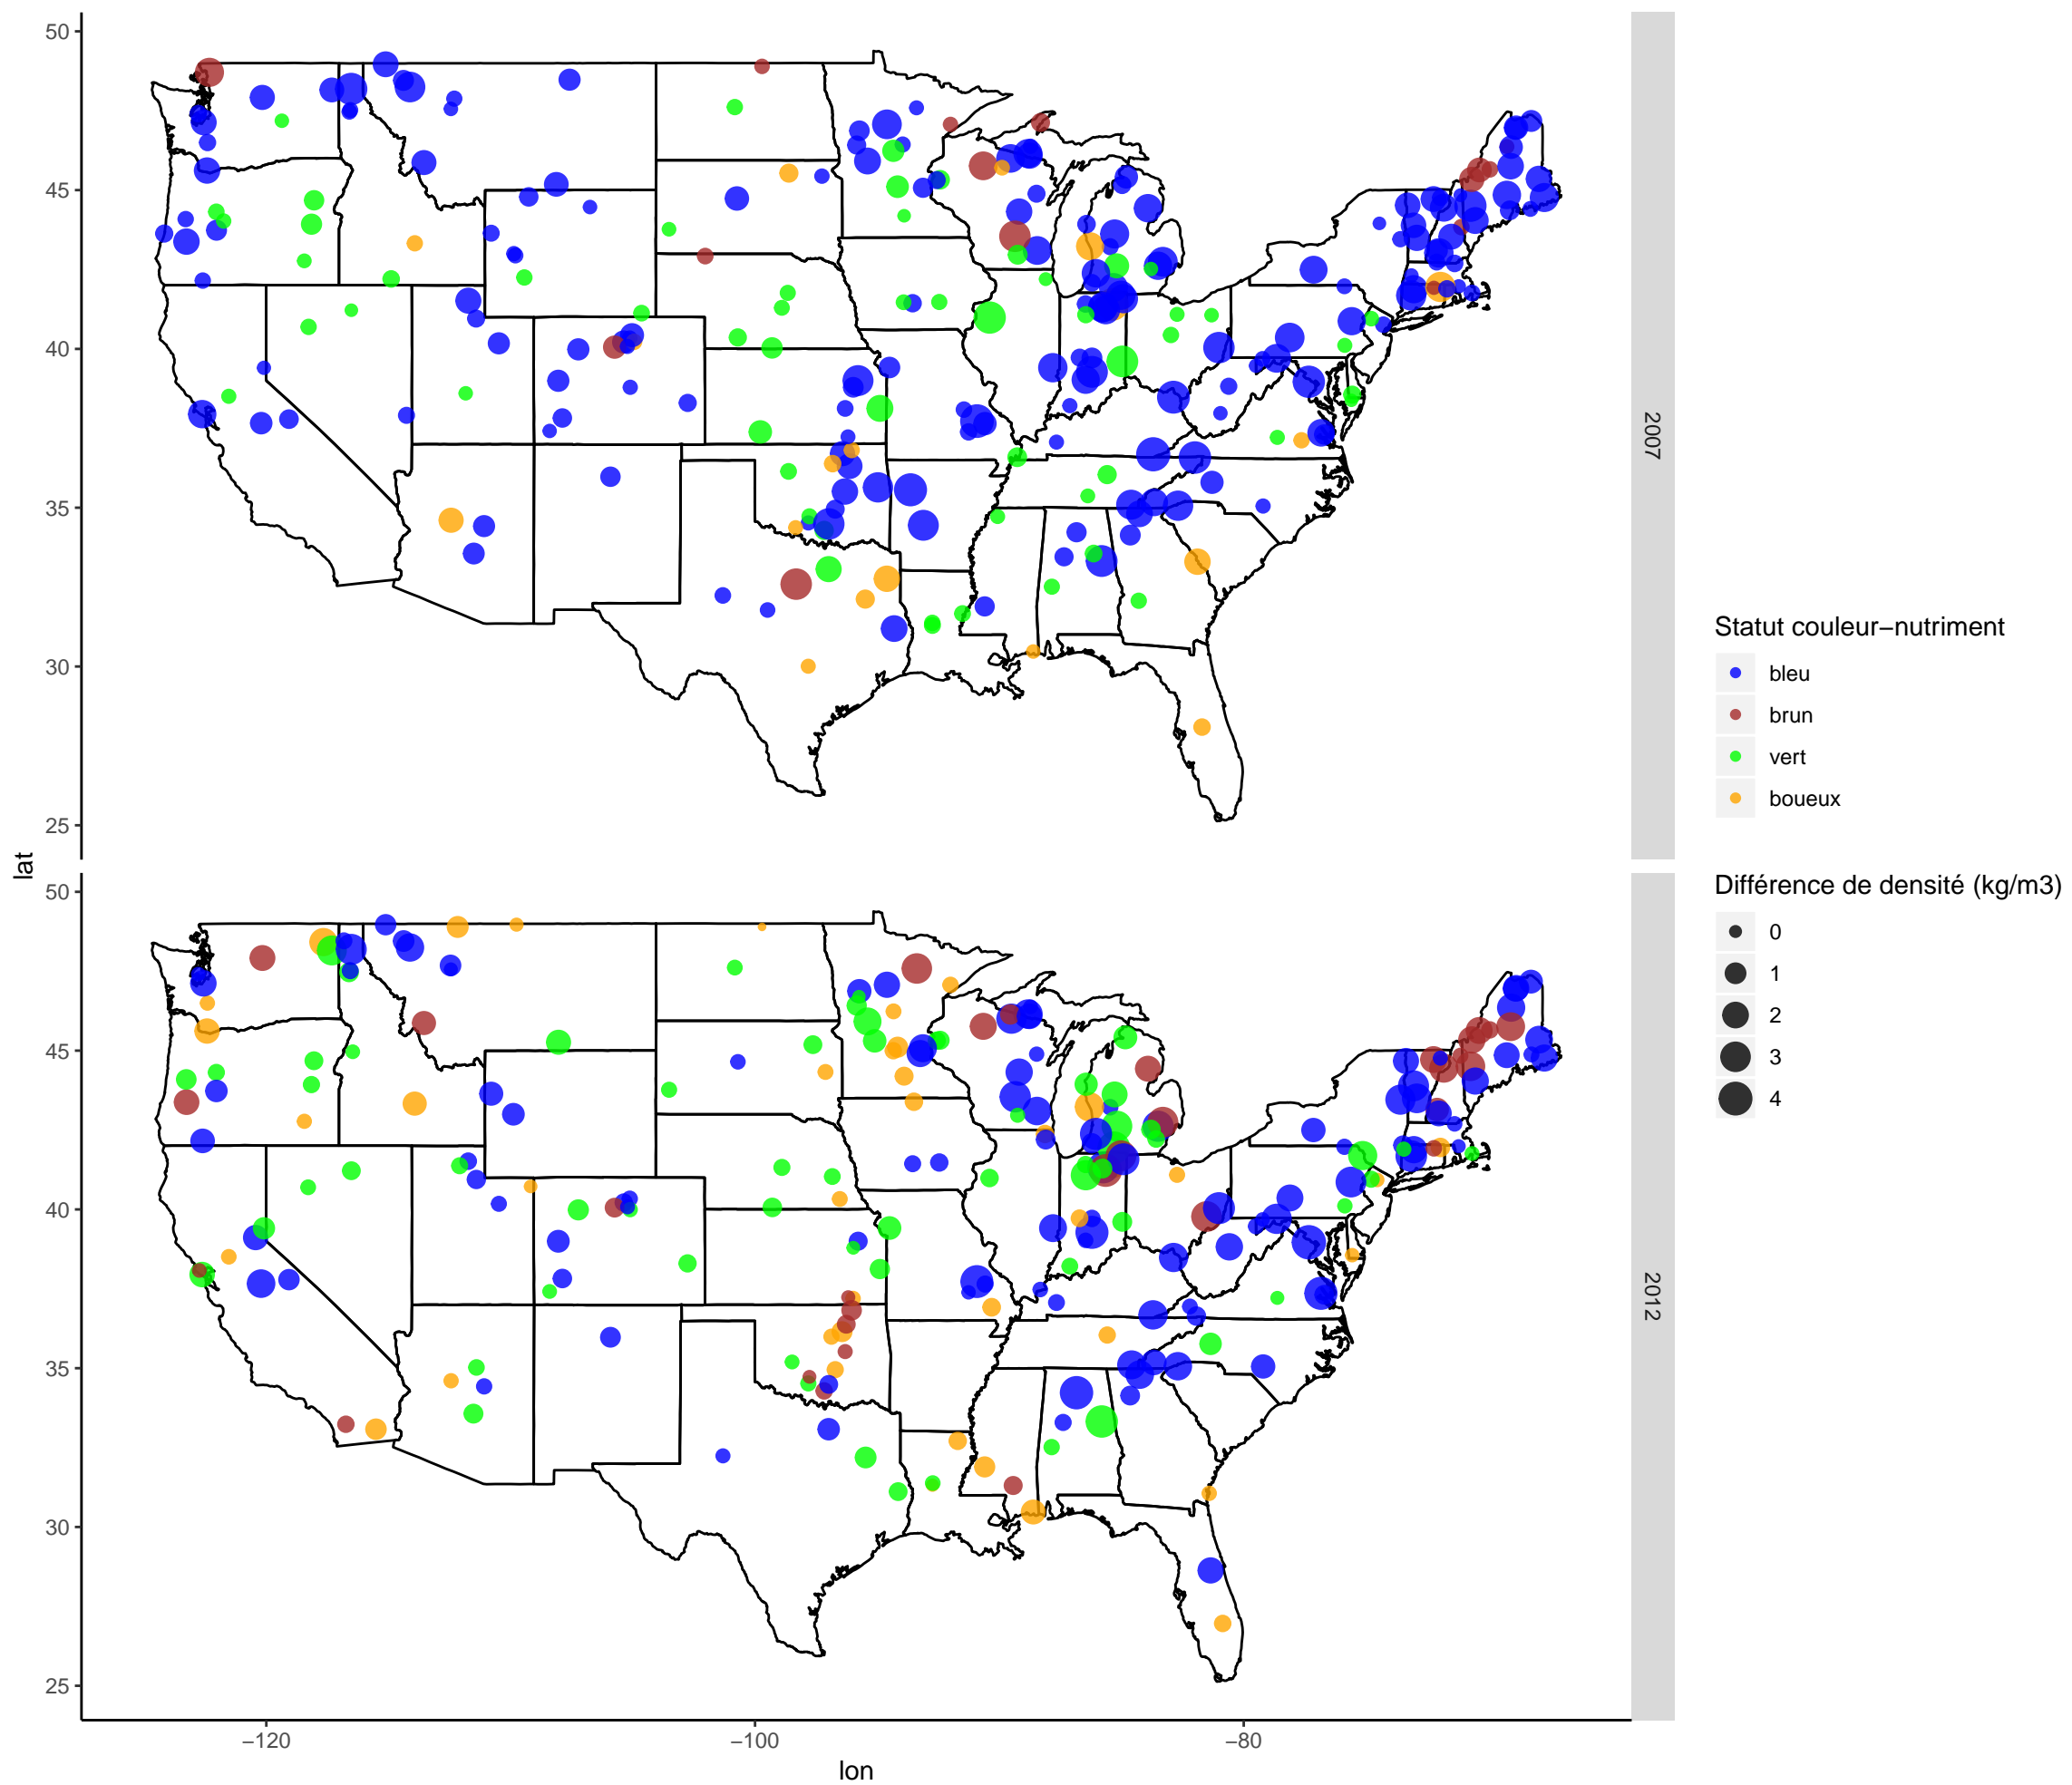 50
45
40
35
30
25
2007
lat
50
45
40
35
30
25
2012
−120
−100
−80
lon
Statut couleur−nutriment
bleu
brun
vert
boueux
Différence de densité (kg/m3)
0
1
2
3
4